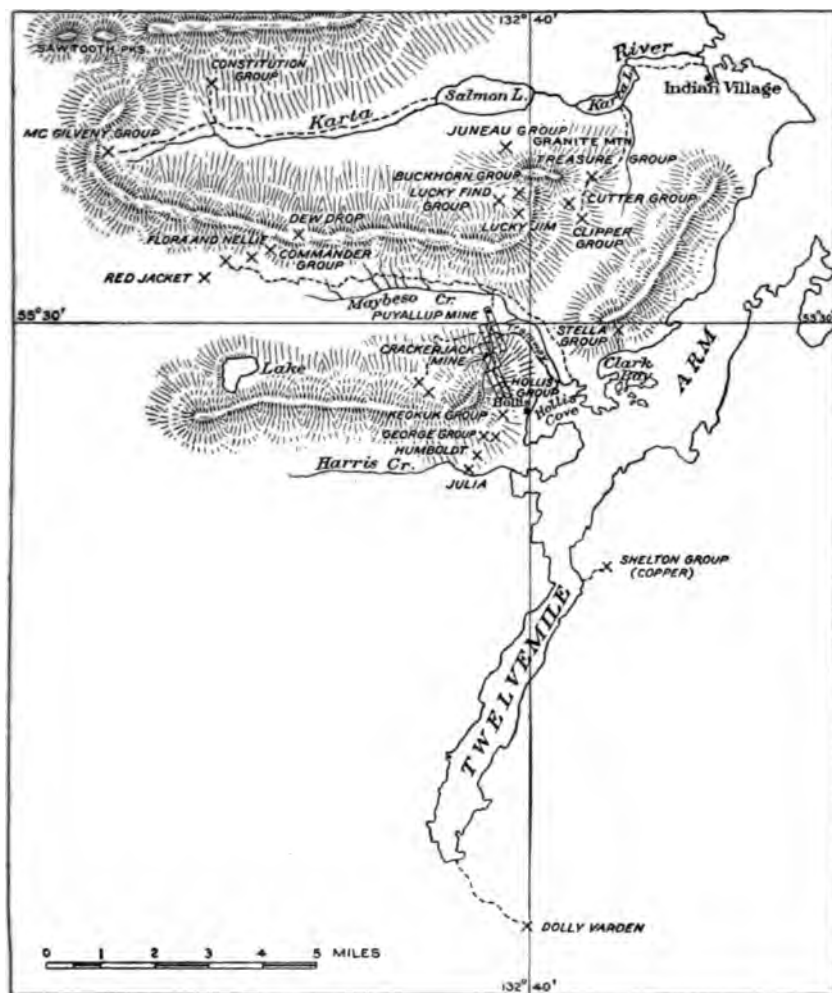 132° 40'
SAWTOOTH PKS.
CONSTITUTION
GROUP
River
Karta L.
Indian Village
Salmon L.
Karta
MC GILVENY GROUP
JUNEAU GROUP
GRANITE MTN.
TREASURE GROUP
BUCKHORN GROUP
LUCKY FIND
GROUP
CUTTER GROUP
LUCKY JIM
CLIPPER
GROUP
DEW DROP
FLORA AND NELLIE
COMMANDER
GROUP
RED JACKET
Maybeso Cr.
PUYALLUP MINE
55°30'
55°30'
Tramway
STELLA
GROUP
CRACKERJACK
MINE
Lake
Clark
Bay
HOLLIS
GROUP
Hollis
Hollis
Cove
KEOKUK GROUP
GEORGE GROUP
HUMBOLDT
Harris Cr.
JULIA
TWELVEMILE ARM
SHELTON GROUP
(COPPER)
DOLLY VARDEN
0 1 2 3 4 5 MILES
132° 40'